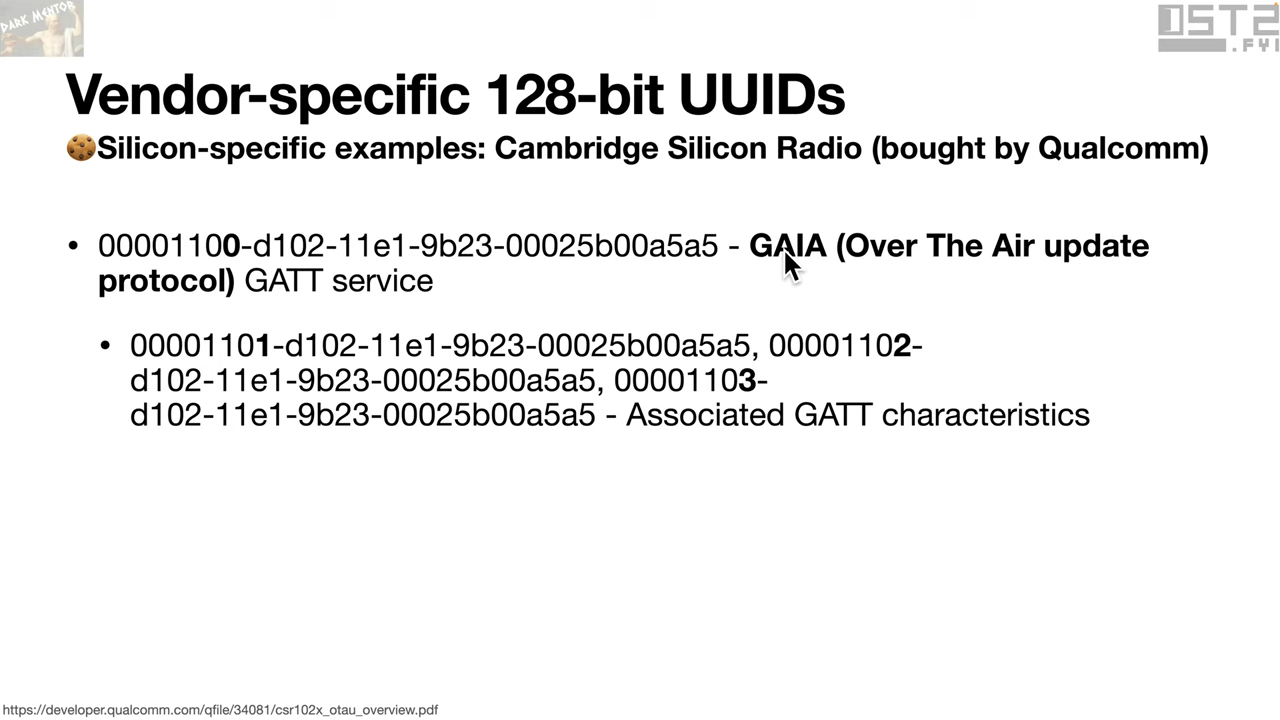 DARK MENTOR
OST2
.FYI
Vendor-specific 128-bit UUIDs
Silicon-specific examples: Cambridge Silicon Radio (bought by Qualcomm)
• 00001100-d102-11e1-9b23-00025b00a5a5 - GAIA (Over The Air update
protocol) GATT service
• 00001101-d102-11e1-9b23-00025b00a5a5, 00001102-
d102-11e1-9b23-00025b00a5a5, 00001103-
d102-11e1-9b23-00025b00a5a5 - Associated GATT characteristics
https://developer.qualcomm.com/qfile/34081/csr102x_otau_overview.pdf